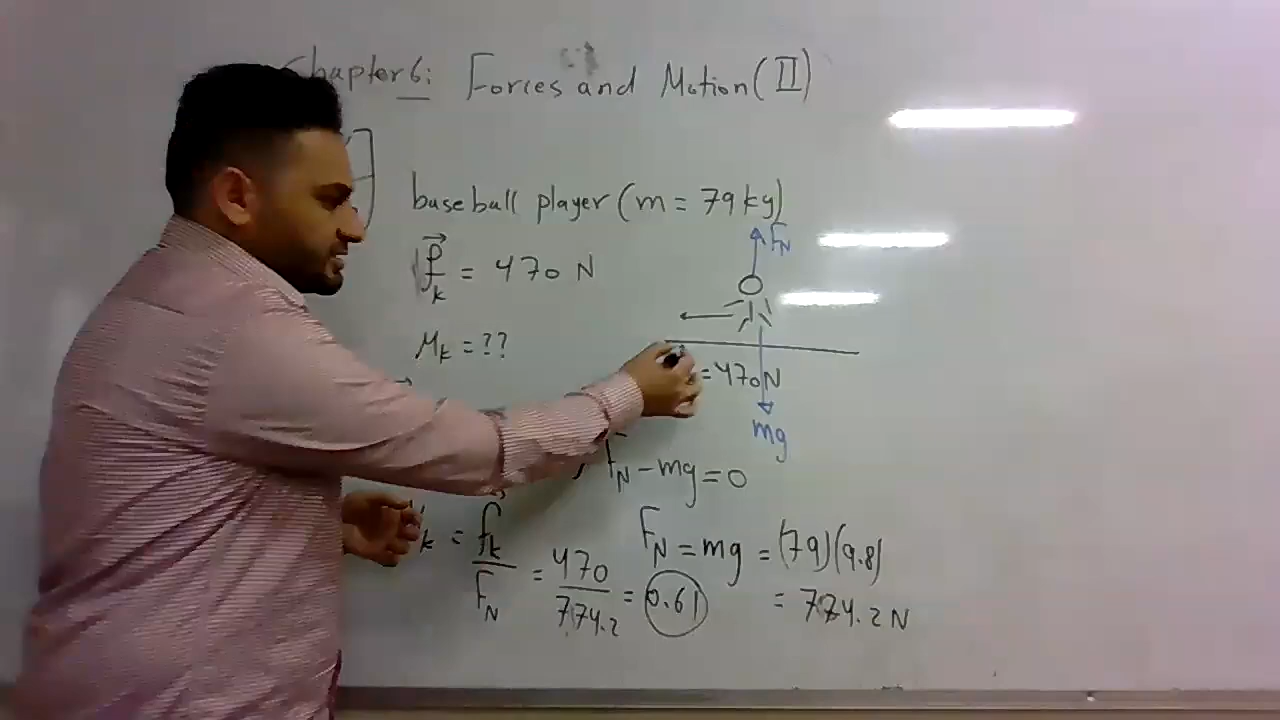 Chapter 6: Forces and Motion (II)
baseball player (m = 79 kg)
F_N
f_k = 470 N
μ_k = ??
= 470 N
mg
F_N - mg = 0
k = f_k / F_N = 470 / 774.2 = 0.61
F_N = mg = (79)(9.8)
= 774.2 N